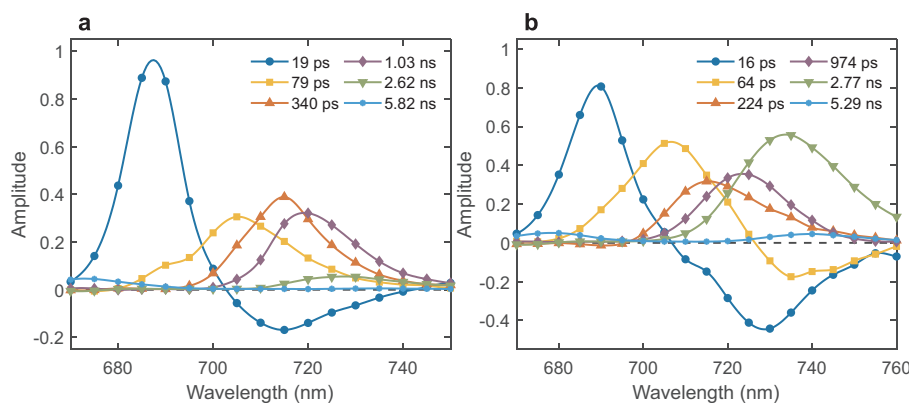 a
1
0.8
0.6
0.4
0.2
0
-0.2
Amplitude
680
700
720
740
Wavelength (nm)
19 ps
79 ps
340 ps
1.03 ns
2.62 ns
5.82 ns
b
1
0.8
0.6
0.4
0.2
0
-0.2
-0.4
Amplitude
680
700
720
740
760
Wavelength (nm)
16 ps
64 ps
224 ps
974 ps
2.77 ns
5.29 ns